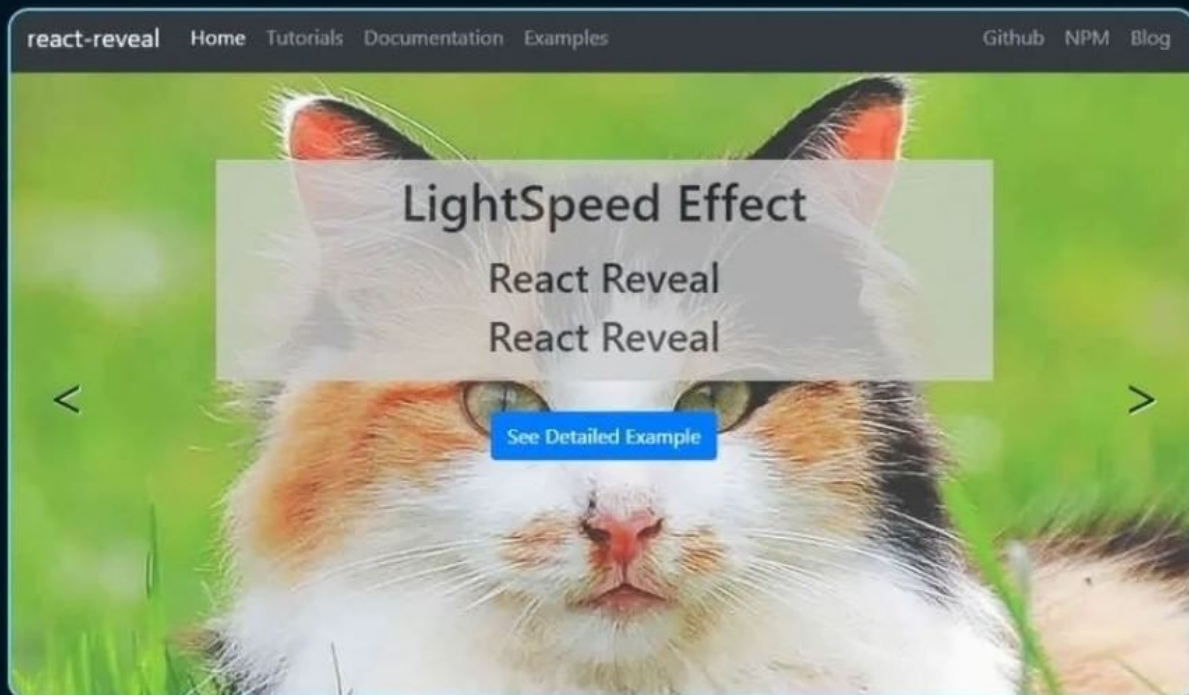 react-reveal Home Tutorials Documentation Examples Github NPM Blog
LightSpeed Effect
React Reveal
React Reveal
< >
See Detailed Example